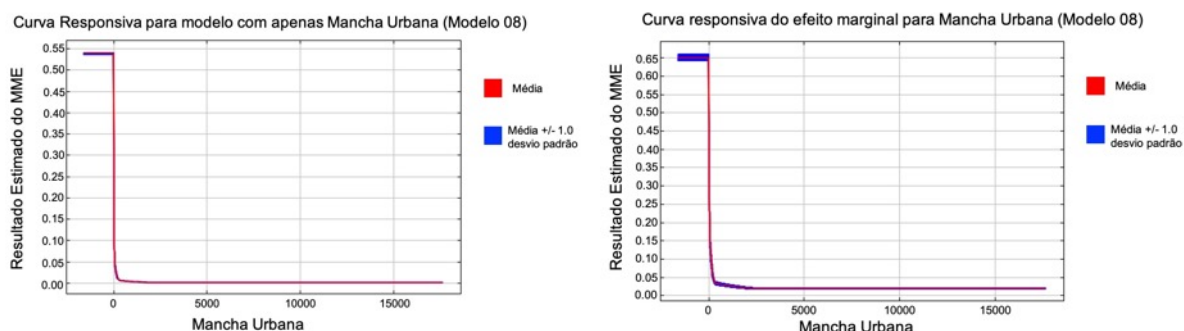 Curva Responsiva para modelo com apenas Mancha Urbana (Modelo 08)
Resultado Estimado do MME
0.55
0.50
0.45
0.40
0.35
0.30
0.25
0.20
0.15
0.10
0.05
0.00
0
5000
10000
15000
Mancha Urbana
Média
Média +/- 1.0
desvio padrão
Curva responsiva do efeito marginal para Mancha Urbana (Modelo 08)
Resultado Estimado do MME
0.65
0.60
0.55
0.50
0.45
0.40
0.35
0.30
0.25
0.20
0.15
0.10
0.05
0.00
0
5000
10000
15000
Mancha Urbana
Média
Média +/- 1.0
desvio padrão